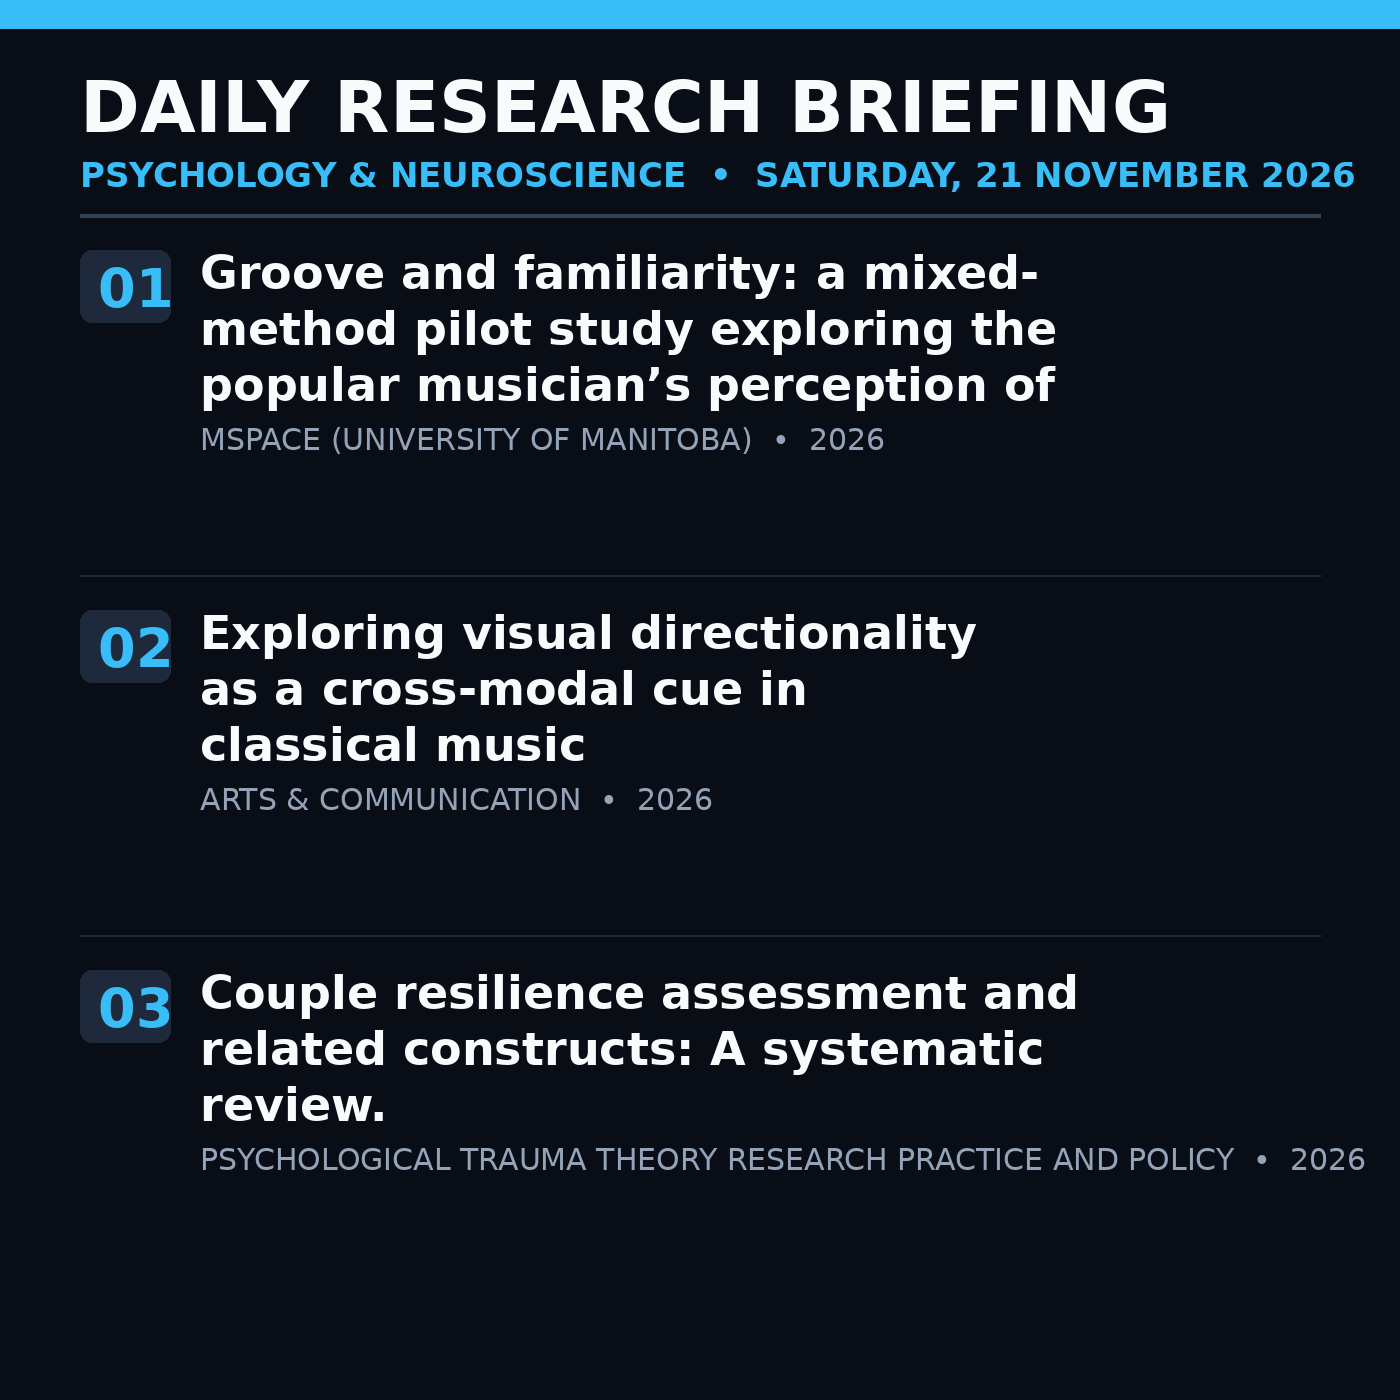 DAILY RESEARCH BRIEFING
PSYCHOLOGY & NEUROSCIENCE • SATURDAY, 21 NOVEMBER 2026
01
Groove and familiarity: a mixed-
method pilot study exploring the
popular musician’s perception of
MSPACE (UNIVERSITY OF MANITOBA) • 2026
02
Exploring visual directionality
as a cross-modal cue in
classical music
ARTS & COMMUNICATION • 2026
03
Couple resilience assessment and
related constructs: A systematic
review.
PSYCHOLOGICAL TRAUMA THEORY RESEARCH PRACTICE AND POLICY • 2026